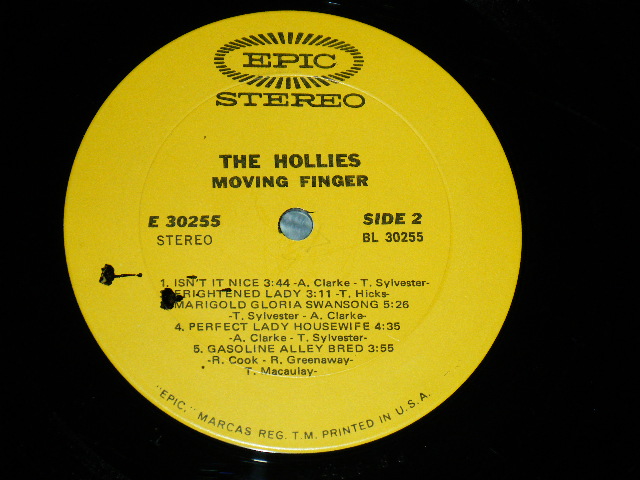 EPIC
STEREO
THE HOLLIES
MOVING FINGER
E 30255
STEREO
SIDE 2
BL 30255
1. ISN'T IT NICE 3:44 -A. Clarke - T. Sylvester-
FRIGHTENED LADY 3:11 -T. Hicks-
MARIGOLD GLORIA SWANSONG 5:26
-T. Sylvester - A. Clarke-
4. PERFECT LADY HOUSEWIFE 4:35
-A. Clarke - T. Sylvester-
5. GASOLINE ALLEY BRED 3:55
-R. Cook - R. Greenaway-
T. Macaulay-
"EPIC," MARCAS REG. T.M. PRINTED IN U.S.A.